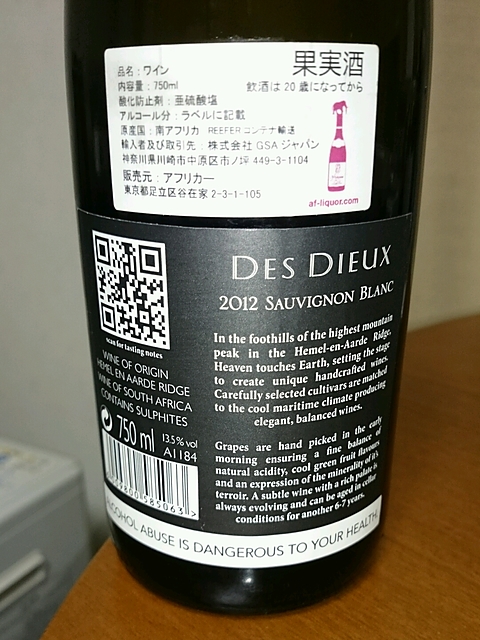 果実酒
品名：ワイン
内容量：750ml 飲酒は20歳になってから
酸化防止剤：亜硫酸塩
アルコール分：ラベルに記載
原産国：南アフリカ REEFERコンテナ輸送
輸入者及び取引先：株式会社GSAジャパン
神奈川県川崎市中原区市ノ坪 449-3-1104
販売元：アフリカー
東京都足立区谷在家 2-3-1-105
af-liquor.com
DES DIEUX
2012 SAUVIGNON BLANC
scan for tasting notes
WINE OF ORIGIN
HEMEL EN AARDE RIDGE
WINE OF SOUTH AFRICA
CONTAINS SULPHITES
750 ml 13.5% vol
A1184
In the foothills of the highest mountain
peak in the Hemel-en-Aarde Ridge,
Heaven touches Earth, setting the stage
to create unique handcrafted wines.
Carefully selected cultivars are matched
to the cool maritime climate producing
elegant, balanced wines.
Grapes are hand picked in the early
morning ensuring a fine balance of
natural acidity, cool green fruit flavours
and an expression of the minerality of it's
terroir. A subtle wine with a rich palate is
always evolving and can be aged in cellar
conditions for another 6-7 years.
ALCOHOL ABUSE IS DANGEROUS TO YOUR HEALTH.